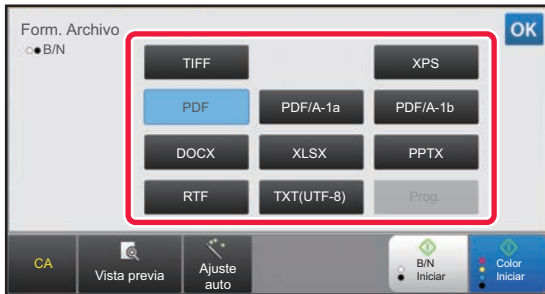 Form. Archivo
B/N
OK
TIFF
XPS
PDF
PDF/A-1a
PDF/A-1b
DOCX
XLSX
PPTX
RTF
TXT(UTF-8)
Prog.
CA
Vista previa
Ajuste
auto
B/N
Iniciar
Color
Iniciar